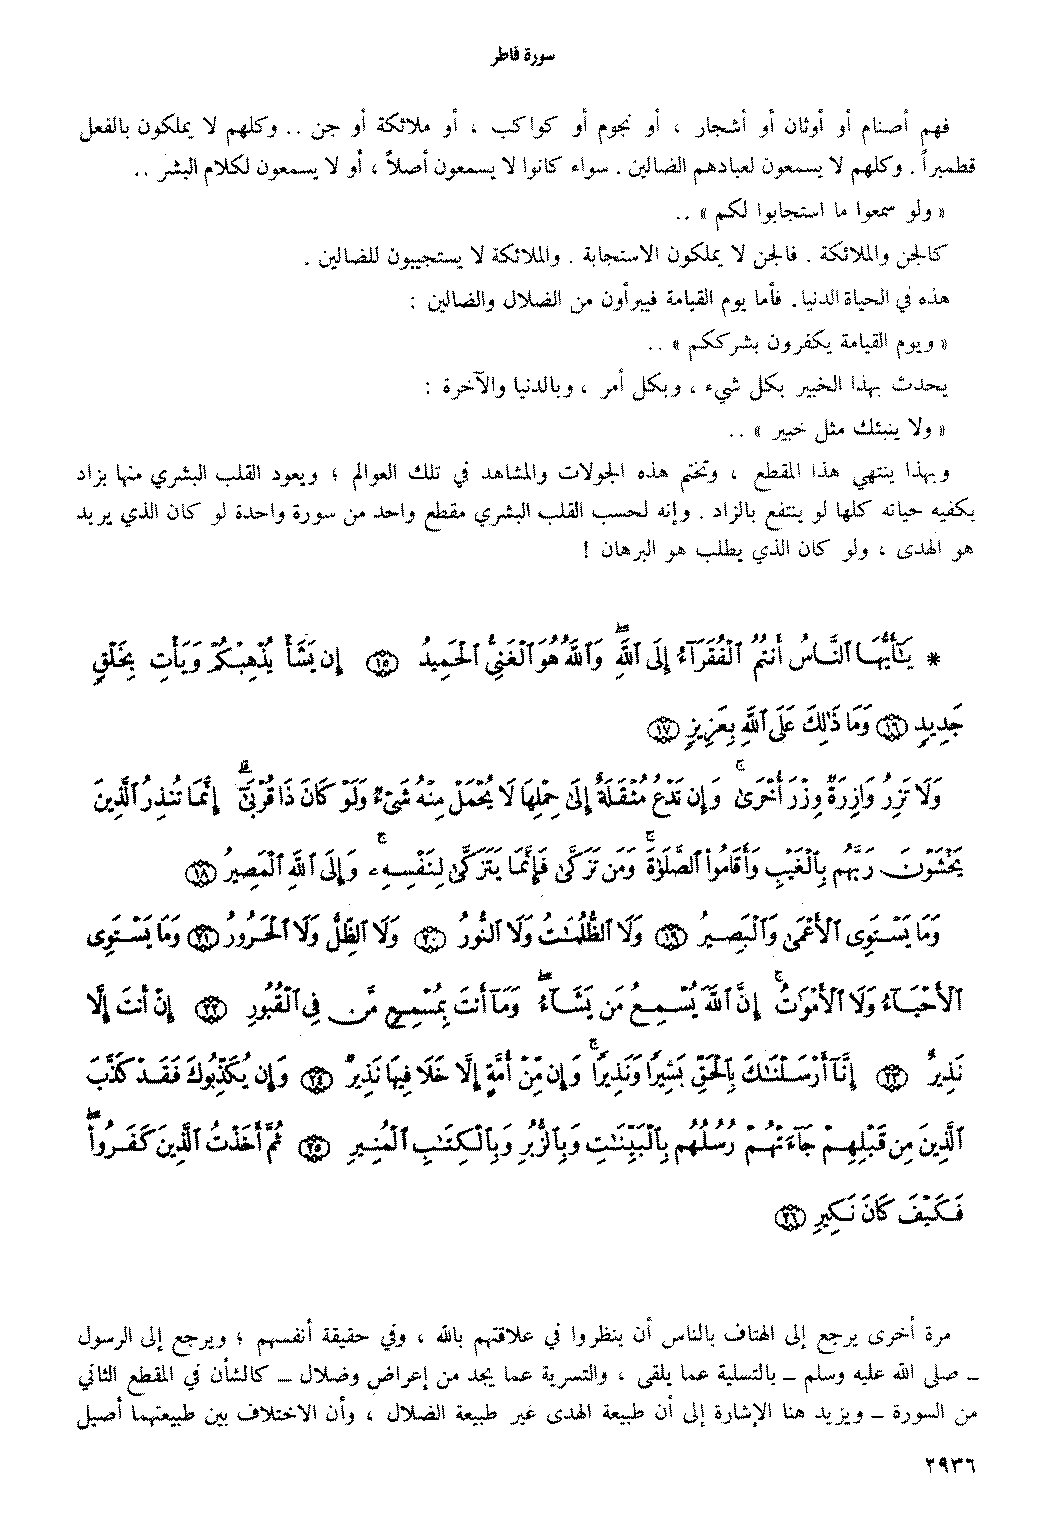 سورة فاطر
فهم أصنام أو أوثان أو أشجار ، أو نجوم أو كواكب ، أو ملائكة أو جن .. وكلهم لا يملكون بالفعل
قطميراً . وكلهم لا يسمعون لعبادهم الضالين . سواء كانوا لا يسمعون أصلاً ، أو لا يسمعون لكلام البشر ..
« ولو سمعوا ما استجابوا لكم » ..
كالجن والملائكة . فالجن لا يملكون الاستجابة . والملائكة لا يستجيبون للضالين .
هذه في الحياة الدنيا. فأما يوم القيامة فيبرأون من الضلال والضالين :
« ويوم القيامة يكفرون بشرككم » ..
يحدث بهذا الخبير بكل شيء ، وبكل أمر ، وبالدنيا والآخرة :
« ولا ينبئك مثل خبير » ..
وبهذا ينتهي هذا المقطع ، وتختم هذه الجولات والمشاهد في تلك العوالم ؛ ويعود القلب البشري منها بزاد
يكفيه حياته كلها لو ينتفع بالزاد . وإنه لحسب القلب البشري مقطع واحد من سورة واحدة لو كان الذي يريد
هو الهدى ، ولو كان الذي يطلب هو البرهان !
* يَٰٓأَيُّهَا ٱلنَّاسُ أَنتُمُ ٱلْفُقَرَآءُ إِلَى ٱللَّهِ ۖ وَٱللَّهُ هُوَ ٱلْغَنِىُّ ٱلْحَمِيدُ ١٥ إِن يَشَأْ يُذْهِبْكُمْ وَيَأْتِ بِخَلْقٍ
جَدِيدٍ ١٦ وَمَا ذَٰلِكَ عَلَى ٱللَّهِ بِعَزِيزٍ ١٧
وَلَا تَزِرُ وَازِرَةٌ وِزْرَ أُخْرَىٰ ۚ وَإِن تَدْعُ مُثْقَلَةٌ إِلَىٰ حِمْلِهَا لَا يُحْمَلْ مِنْهُ شَىْءٌ وَلَوْ كَانَ ذَا قُرْبَىٰٓ ۗ إِنَّمَا تُنذِرُ ٱلَّذِينَ
يَخْشَوْنَ رَبَّهُم بِٱلْغَيْبِ وَأَقَامُوا۟ ٱلصَّلَوٰةَ ۚ وَمَن تَزَكَّىٰ فَإِنَّمَا يَتَزَكَّىٰ لِنَفْسِهِۦ ۚ وَإِلَى ٱللَّهِ ٱلْمَصِيرُ ١٨
وَمَا يَسْتَوِى ٱلْأَعْمَىٰ وَٱلْبَصِيرُ ١٩ وَلَا ٱلظُّلُمَٰتُ وَلَا ٱلنُّورُ ٢٠ وَلَا ٱلظِّلُّ وَلَا ٱلْحَرُورُ ٢١ وَمَا يَسْتَوِى
ٱلْأَحْيَآءُ وَلَا ٱلْأَمْوَٰتُ ۚ إِنَّ ٱللَّهَ يُسْمِعُ مَن يَشَآءُ ۖ وَمَآ أَنتَ بِمُسْمِعٍ مَّن فِى ٱلْقُبُورِ ٢٢ إِنْ أَنتَ إِلَّا
نَذِيرٌ ٢٣ إِنَّآ أَرْسَلْنَٰكَ بِٱلْحَقِّ بَشِيرًا وَنَذِيرًا ۚ وَإِن مِّنْ أُمَّةٍ إِلَّا خَلَا فِيهَا نَذِيرٌ ٢٤ وَإِن يُكَذِّبُوكَ فَقَدْ كَذَّبَ
ٱلَّذِينَ مِن قَبْلِهِمْ جَآءَتْهُمْ رُسُلُهُم بِٱلْبَيِّنَٰتِ وَبِٱلزُّبُرِ وَبِٱلْكِتَٰبِ ٱلْمُنِيرِ ٢٥ ثُمَّ أَخَذْتُ ٱلَّذِينَ كَفَرُوا۟ ۖ
فَكَيْفَ كَانَ نَكِيرِ ٢٦
مرة أخرى يرجع إلى الهتاف بالناس أن ينظروا في علاقتهم بالله ، وفي حقيقة أنفسهم ؛ ويرجع إلى الرسول
ــ صلى الله عليه وسلم ــ بالتسلية عما يلقى ، والتسرية عما يجد من إعراض وضلال ــ كالشأن في المقطع الثاني
من السورة ــ ويزيد هنا الإشارة إلى أن طبيعة الهدى غير طبيعة الضلال ، وأن الاختلاف بين طبيعتهما أصيل
٢٩٣٦